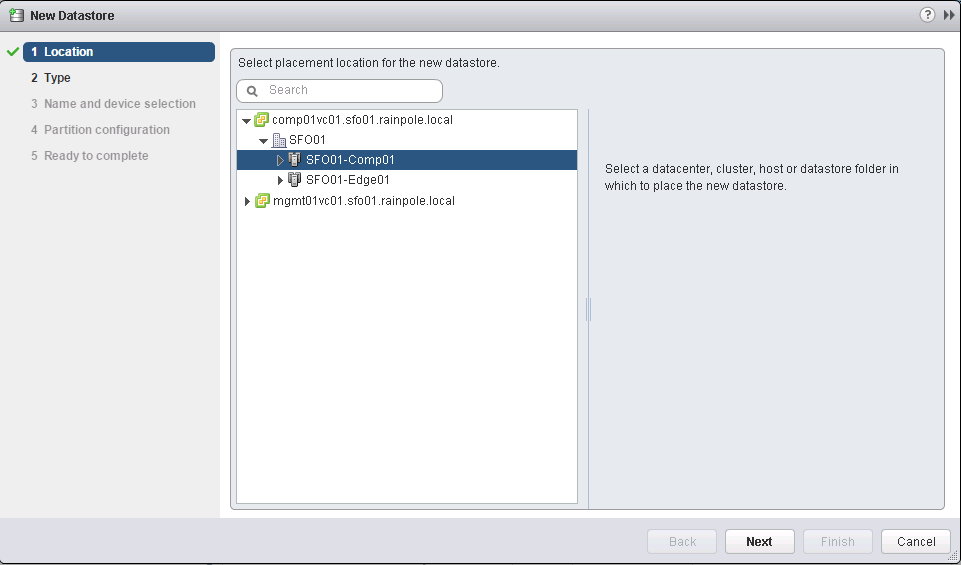 New Datastore
1 Location
2 Type
3 Name and device selection
4 Partition configuration
5 Ready to complete
Select placement location for the new datastore.
Search
comp01vc01.sfo01.rainpole.local
SFO01
SFO01-Comp01
SFO01-Edge01
mgmt01vc01.sfo01.rainpole.local
Select a datacenter, cluster, host or datastore folder in
which to place the new datastore.
Back Next Finish Cancel